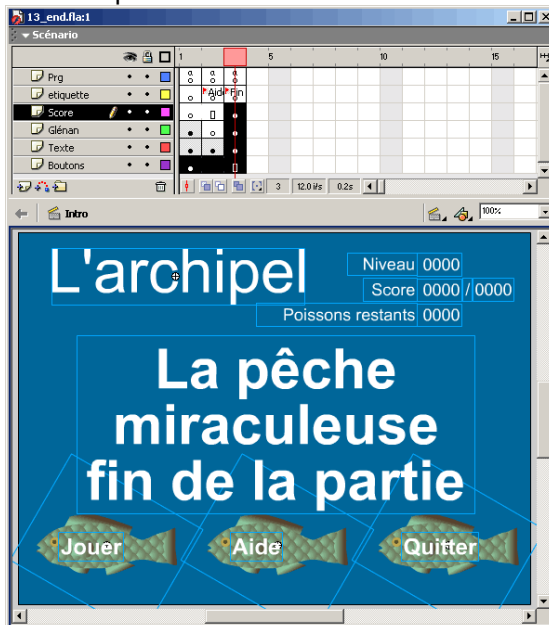 13_end.fla:1
Scénario
1 5 10 15
Prg
etiquette Aide Fin
Score
Glénan
Texte
Boutons
3 12.0 i/s 0.2s
Intro 100%
L'archipel
Niveau 0000
Score 0000 / 0000
Poissons restants 0000
La pêche
miraculeuse
fin de la partie
Jouer Aide Quitter